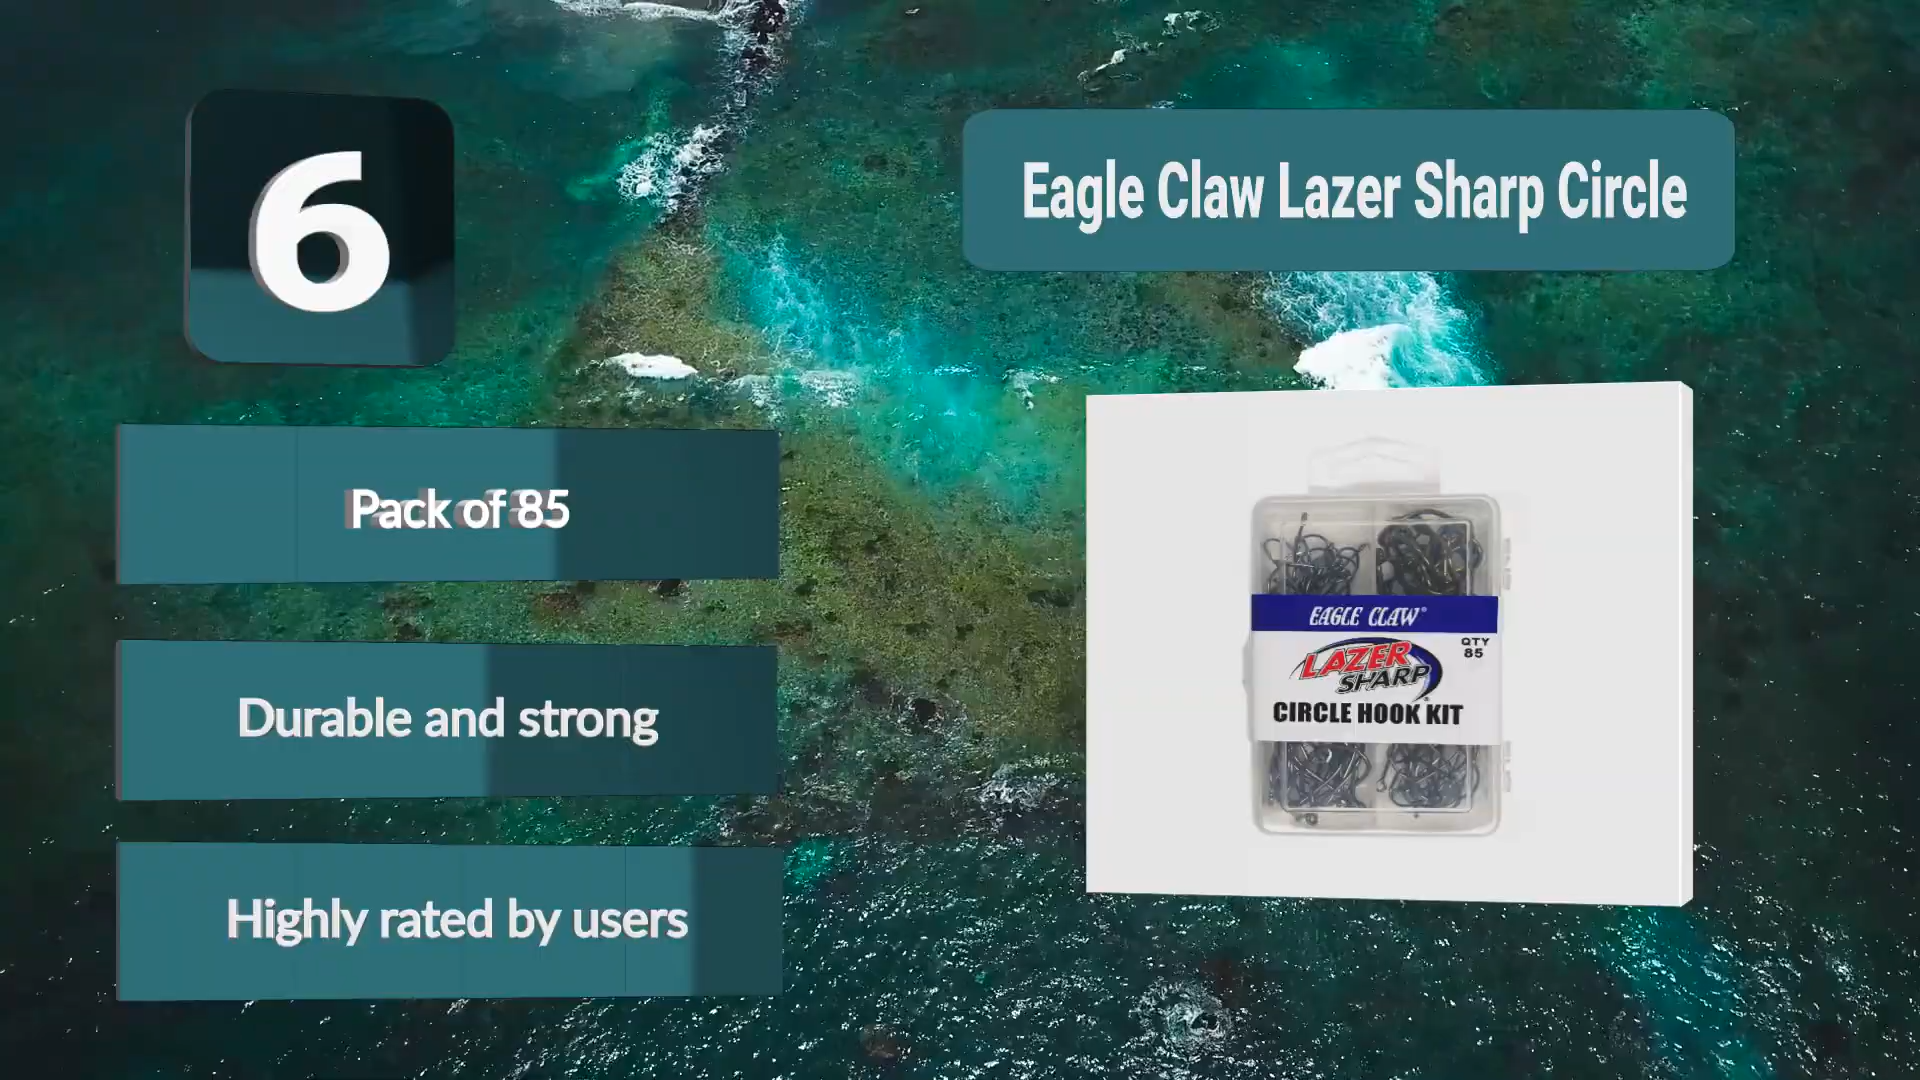 6
Eagle Claw Lazer Sharp Circle
Pack of 85
Durable and strong
Highly rated by users
EAGLE CLAW®
QTY
85
LAZER
SHARP®
CIRCLE HOOK KIT